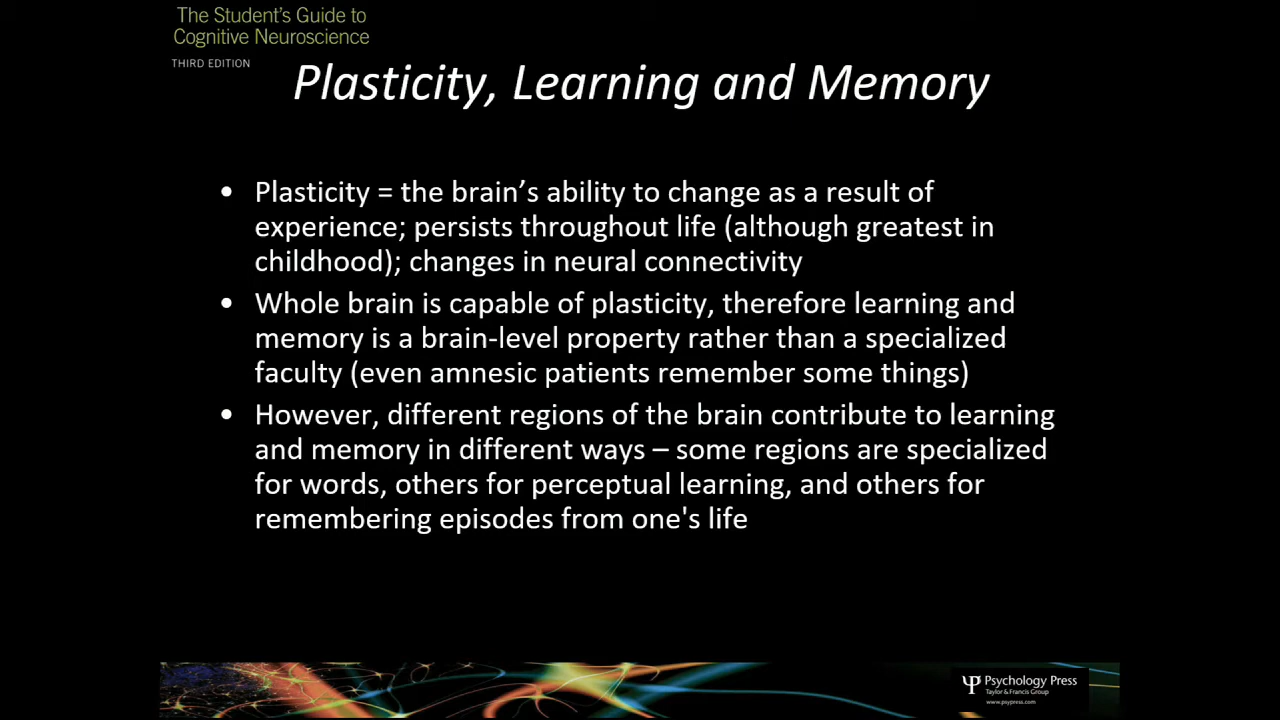 The Student’s Guide to
Cognitive Neuroscience
THIRD EDITION
Plasticity, Learning and Memory
• Plasticity = the brain’s ability to change as a result of
experience; persists throughout life (although greatest in
childhood); changes in neural connectivity
• Whole brain is capable of plasticity, therefore learning and
memory is a brain-level property rather than a specialized
faculty (even amnesic patients remember some things)
• However, different regions of the brain contribute to learning
and memory in different ways – some regions are specialized
for words, others for perceptual learning, and others for
remembering episodes from one's life
Psychology Press
Taylor & Francis Group
www.psypress.com